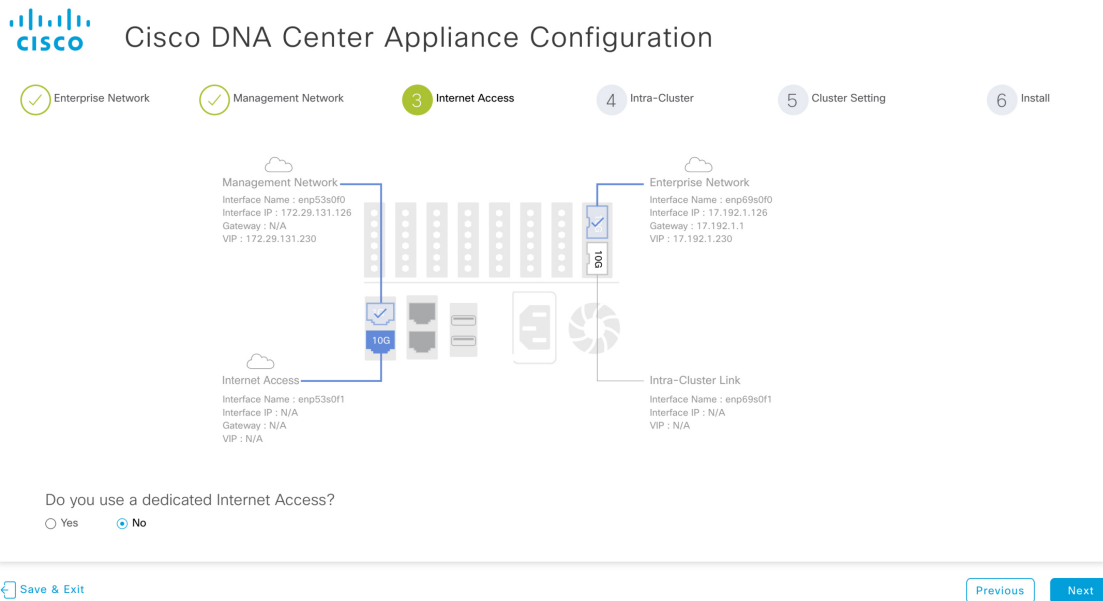 CISCO
Cisco DNA Center Appliance Configuration
Enterprise Network
Management Network
3 Internet Access
4 Intra-Cluster
5 Cluster Setting
6 Install
Management Network
Interface Name : enp53s0f0
Interface IP : 172.29.131.126
Gateway : N/A
VIP : 172.29.131.230
Enterprise Network
Interface Name : enp69s0f0
Interface IP : 17.192.1.126
Gateway : 17.192.1.1
VIP : 17.192.1.230
10G
10G
Internet Access
Interface Name : enp53s0f1
Interface IP : N/A
Gateway : N/A
VIP : N/A
Intra-Cluster Link
Interface Name : enp69s0f1
Interface IP : N/A
VIP : N/A
Do you use a dedicated Internet Access?
Yes No
Save & Exit
Previous
Next